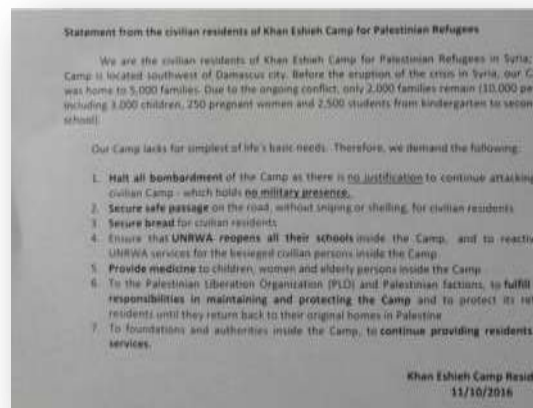 Statement from the civilian residents of Khan Eshieh Camp for Palestinian Refugees
We are the civilian residents of Khan Eshieh Camp for Palestinian Refugees in Syria;
Camp is located southwest of Damascus city. Before the eruption of the crisis in Syria, our
was home to 5,000 families. Due to the ongoing conflict, only 2,000 families remain (10,000
including 3,000 children, 250 pregnant women and 2,500 students from kindergarten to
school).
Our Camp lacks for simplest of life's basic needs. Therefore, we demand the following:
1. Halt all bombardment of the Camp as there is no justification to continue attacking
civilian Camp - which holds no military presence.
2. Secure safe passage on the road, without sniping or shelling, for civilian residents
3. Secure bread for civilian residents
4. Ensure that UNRWA reopens all their schools inside the Camp, and to
UNRWA services for the besieged civilian persons inside the Camp
5. Provide medicine to children, women and elderly persons inside the Camp
6. To the Palestinian Liberation Organization (PLO) and Palestinian factions, to fulfill
responsibilities in maintaining and protecting the Camp and to protect its
residents until they return back to their original homes in Palestine
7. To foundations and authorities inside the Camp, to continue providing residents
services.
Khan Eshieh Camp
11/10/2016